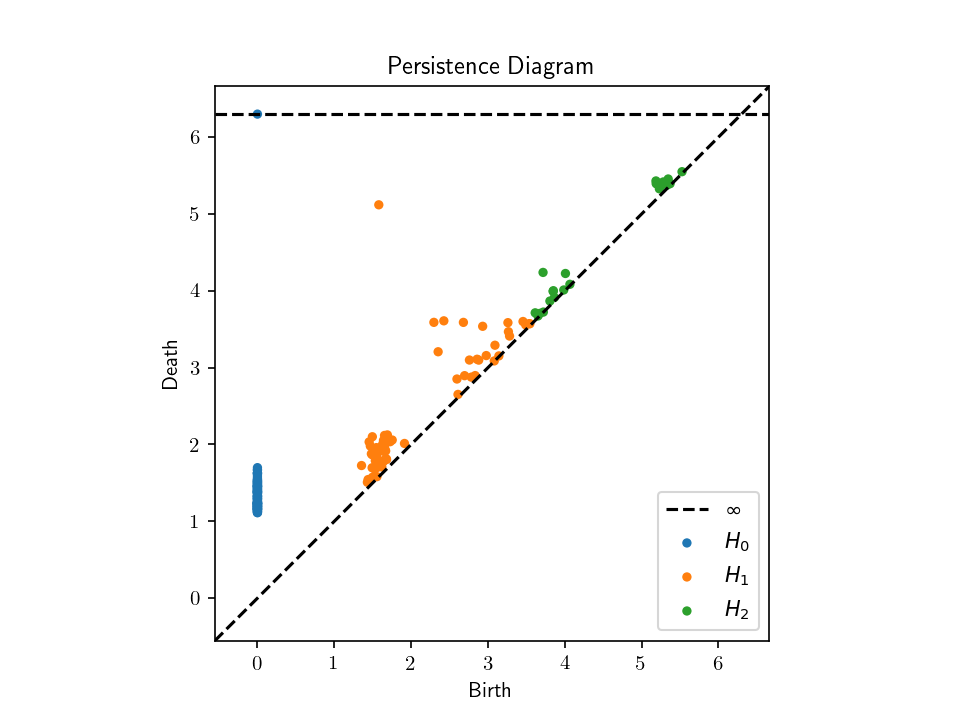 Persistence Diagram
Death
6
5
4
3
2
1
0
0 1 2 3 4 5 6
Birth
∞
H₀
H₁
H₂